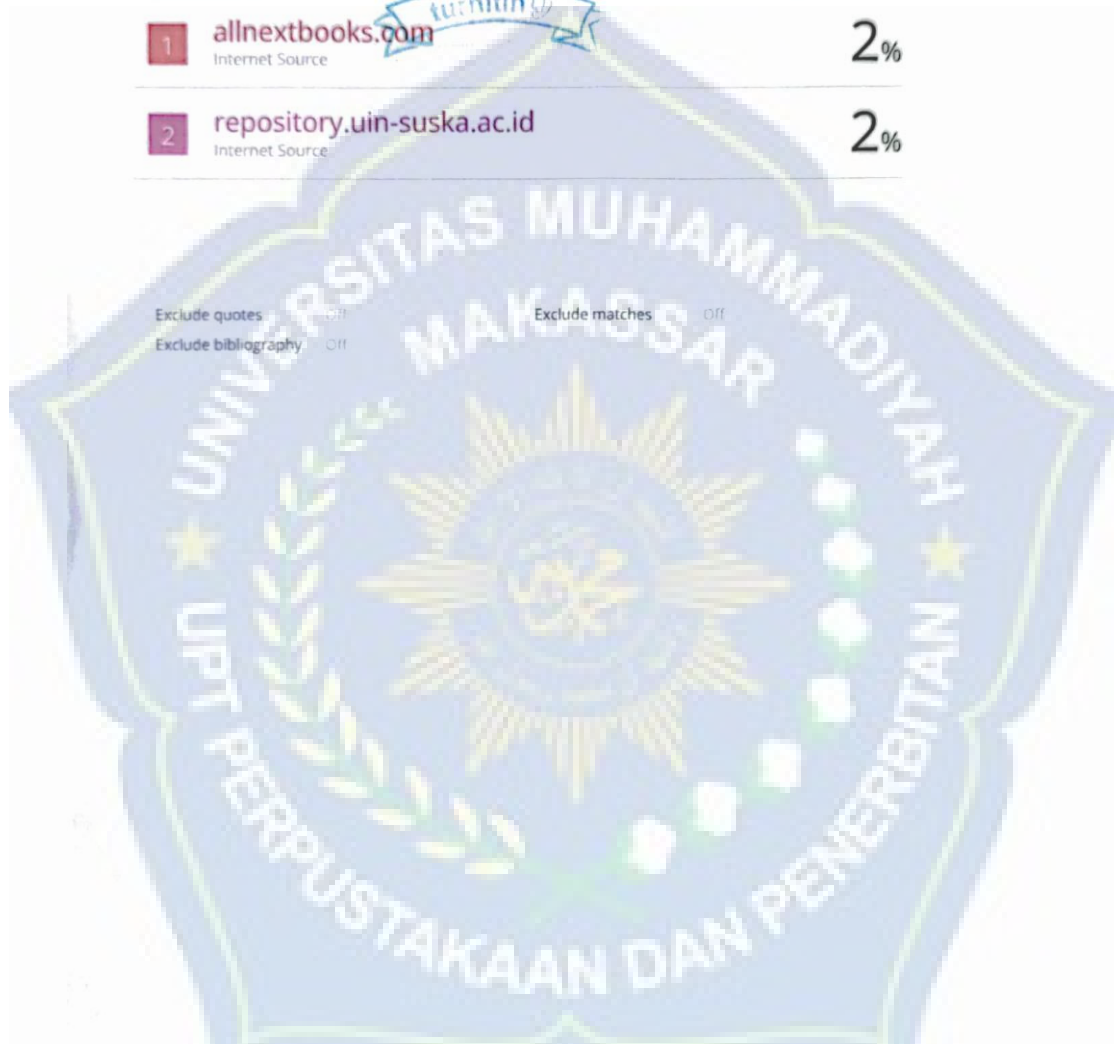 turnitin
1 allnextbooks.com 2%
Internet Source
2 repository.uin-suska.ac.id 2%
Internet Source
UNIVERSITAS MUHAMMADIYAH
MAKASSAR
Exclude quotes Off Exclude matches Off
Exclude bibliography Off
UPT PERPUSTAKAAN DAN PENERBITAN